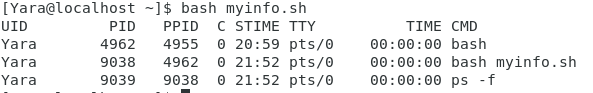 [Yara@localhost ~]$ bash myinfo.sh
UID        PID  PPID  C STIME TTY          TIME CMD
Yara      4962  4955  0 20:59 pts/0    00:00:00 bash
Yara      9038  4962  0 21:52 pts/0    00:00:00 bash myinfo.sh
Yara      9039  9038  0 21:52 pts/0    00:00:00 ps -f
[Yara@localhost ~]$